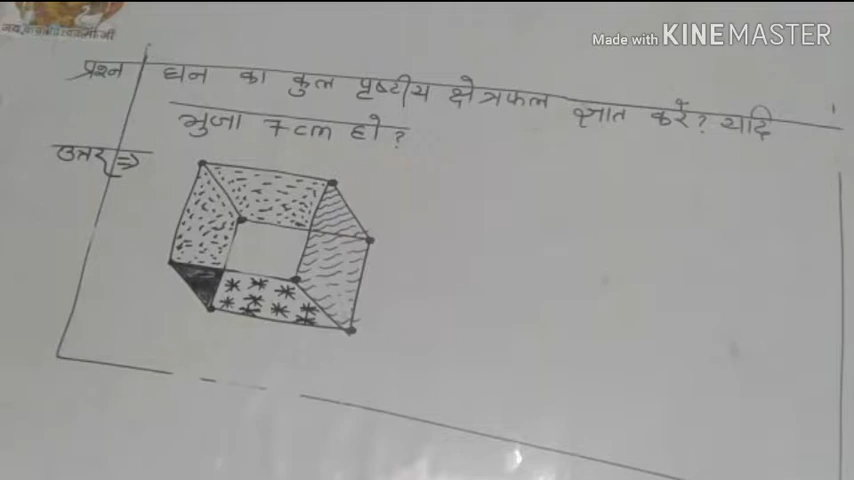 Made with KINEMASTER
प्रश्न घन का कुल पृष्टीय क्षेत्रफल ज्ञात करें? यदि
भुजा 7cm हो?
उत्तर ⇒